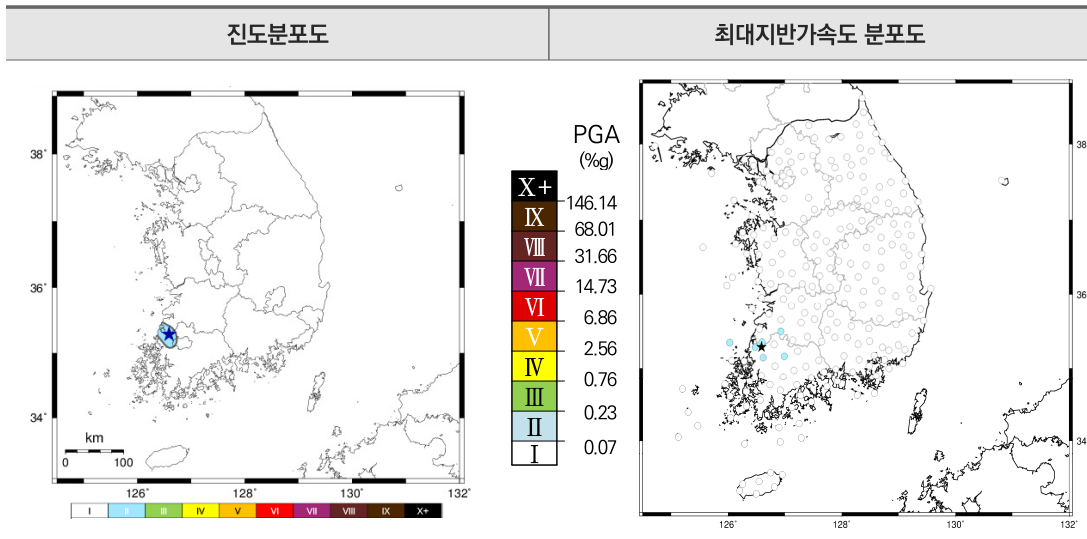 진도분포도
최대지반가속도 분포도
38°
36°
34°
km
0 100
126° 128° 130° 132°
I II III IV V VI VII VIII IX X+
PGA
(%g)
X+
146.14
IX
68.01
VIII
31.66
VII
14.73
VI
6.86
V
2.56
IV
0.76
III
0.23
II
0.07
I
38
36
34
126° 128° 130° 132°